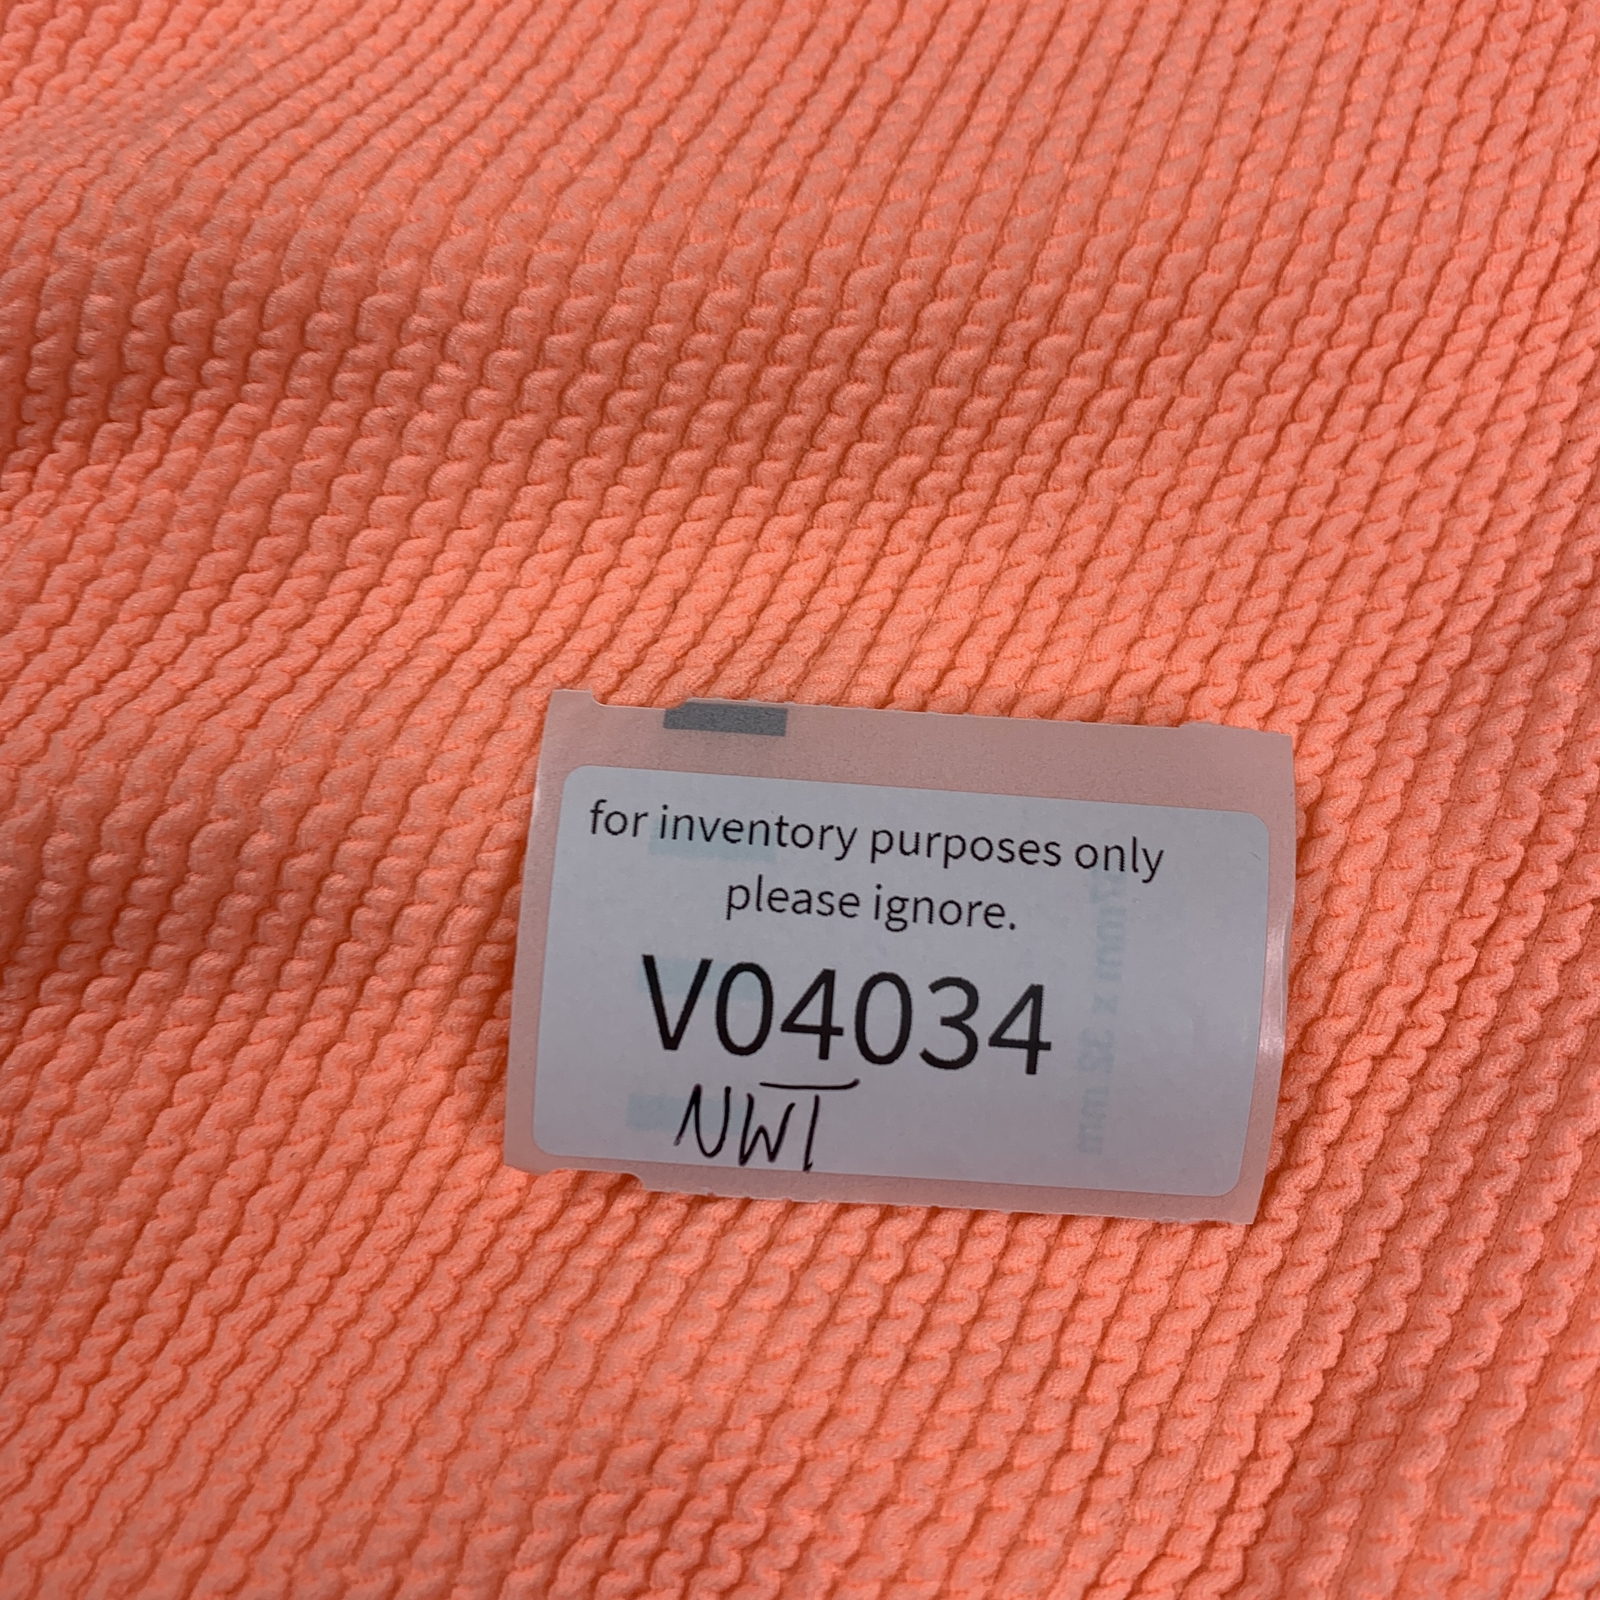 for inventory purposes only
please ignore.
V04034
NWT